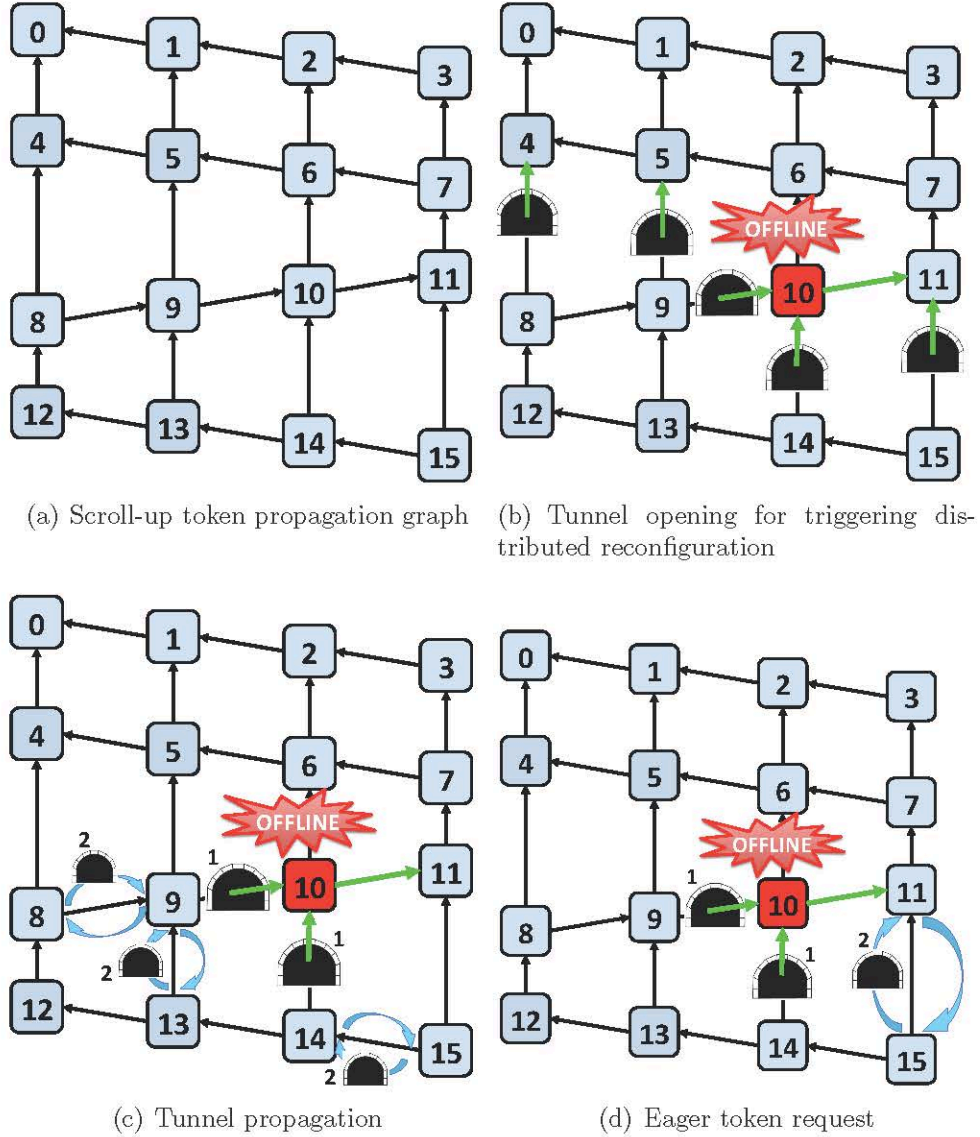 0 1 2 3
4 5 6 7
8 9 10 11
12 13 14 15
(a) Scroll-up token propagation graph
0 1 2 3
4 5 6 7
OFFLINE
8 9 10 11
12 13 14 15
(b) Tunnel opening for triggering dis-
tributed reconfiguration
0 1 2 3
4 5 6 7
OFFLINE
2 1
8 9 10 11
2 1
12 13 14 15
2
(c) Tunnel propagation
0 1 2 3
4 5 6 7
OFFLINE
1
8 9 10 11
1 2
12 13 14 15
(d) Eager token request